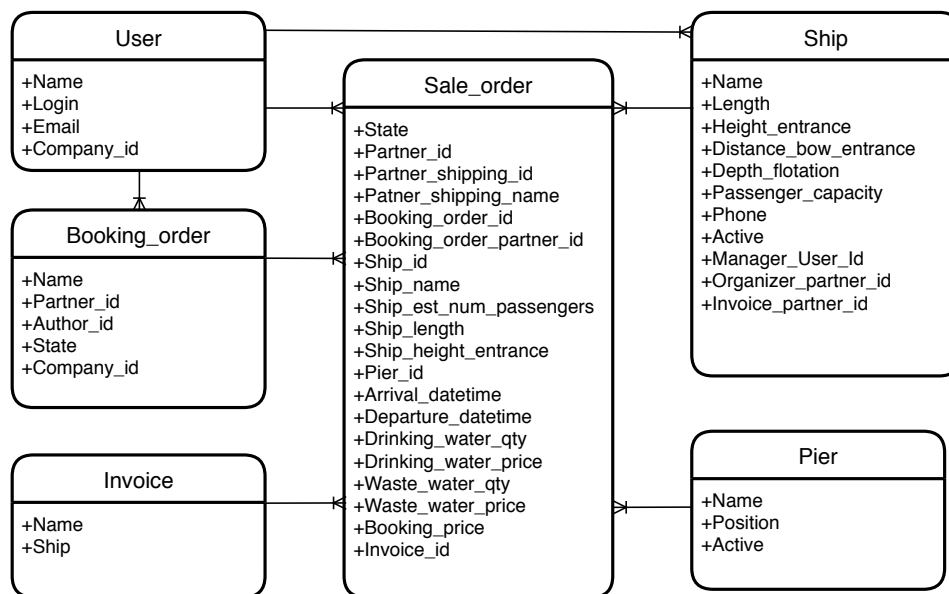 User
+Name
+Login
+Email
+Company_id
Booking_order
+Name
+Partner_id
+Author_id
+State
+Company_id
Invoice
+Name
+Ship
Sale_order
+State
+Partner_id
+Partner_shipping_id
+Patner_shipping_name
+Booking_order_id
+Booking_order_partner_id
+Ship_id
+Ship_name
+Ship_est_num_passengers
+Ship_length
+Ship_height_entrance
+Pier_id
+Arrival_datetime
+Departure_datetime
+Drinking_water_qty
+Drinking_water_price
+Waste_water_qty
+Waste_water_price
+Booking_price
+Invoice_id
Ship
+Name
+Length
+Height_entrance
+Distance_bow_entrance
+Depth_flotation
+Passenger_capacity
+Phone
+Active
+Manager_User_Id
+Organizer_partner_id
+Invoice_partner_id
Pier
+Name
+Position
+Active